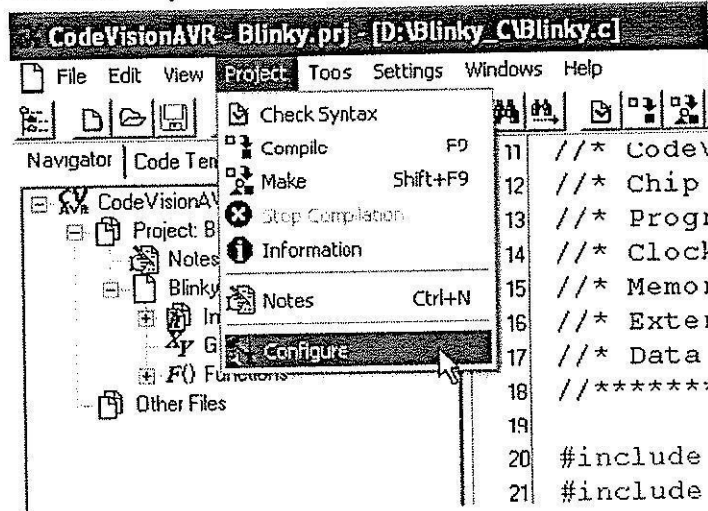 CodeVisionAVR - Blinky.prj - [D:\Blinky_C\Blinky.c]
File Edit View Project Toos Settings Windows Help
Check Syntax
Compile F9
Make Shift+F9
Stop Compilation
Information
Notes Ctrl+N
Configure
Navigator Code Tem
CodeVisionAV
Project: B
Notes
Blinky
In
G
F() Functions
Other Files
11 //* CodeV
12 //* Chip
13 //* Progr
14 //* Clock
15 //* Memor
16 //* Exter
17 //* Data
18 //*******
19
20 #include
21 #include